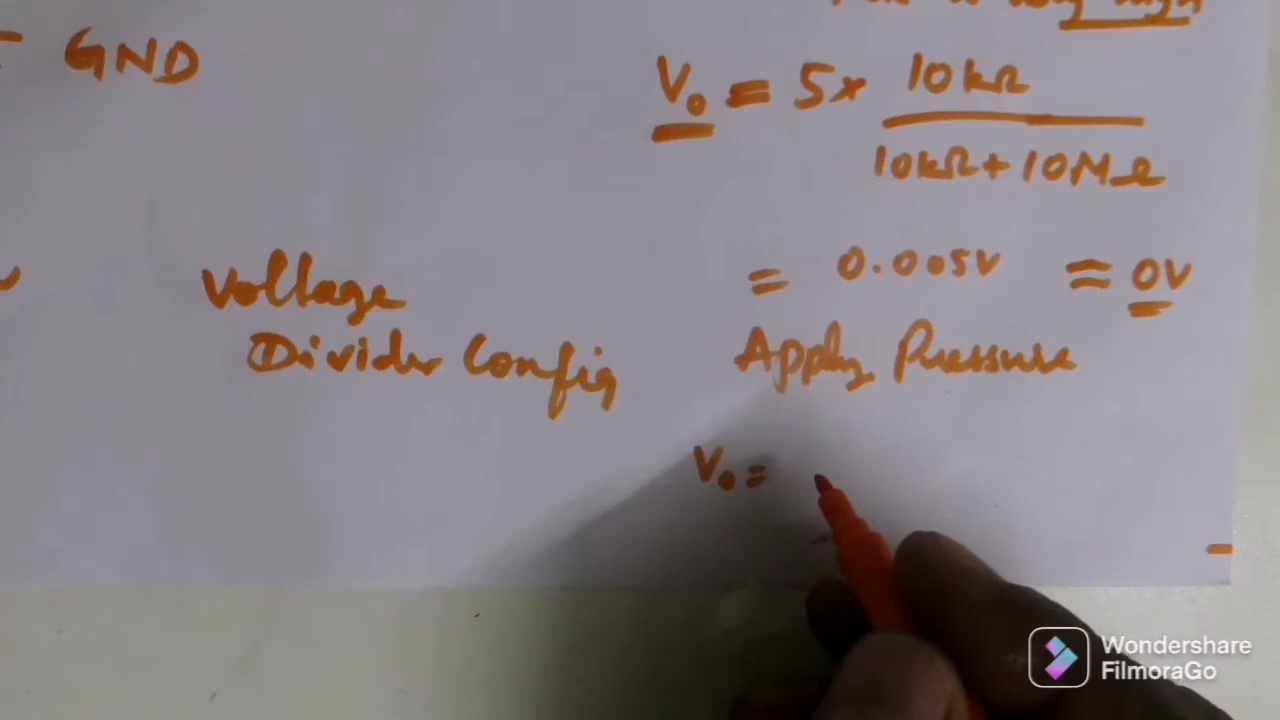 GND
V₀ = 5 × 10kΩ
10kΩ + 10MΩ
= 0.005V ≈ 0V
Voltage
Divider Config
Apply Pressure
V₀ =
Wondershare
FilmoraGo